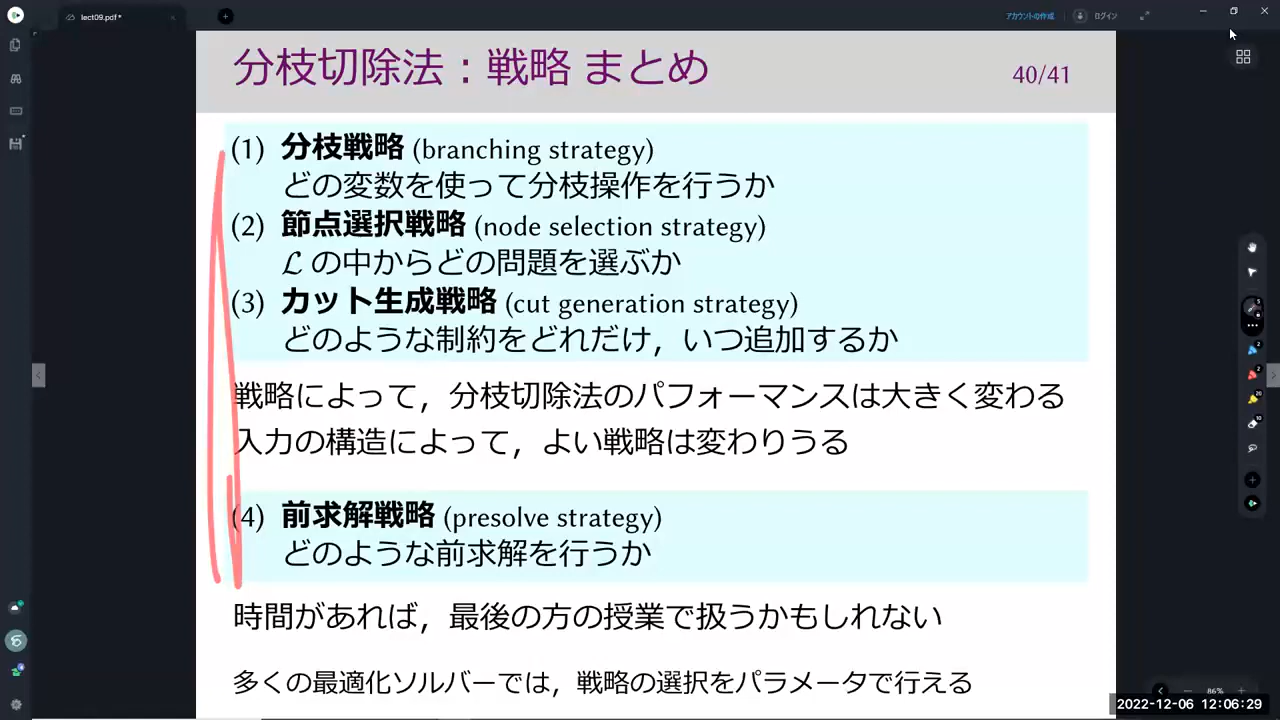 lect09.pdf*
アカウントの作成
ログイン
分枝切除法：戦略 まとめ
40/41
(1) 分枝戦略 (branching strategy)
どの変数を使って分枝操作を行うか
(2) 節点選択戦略 (node selection strategy)
ℒ の中からどの問題を選ぶか
(3) カット生成戦略 (cut generation strategy)
どのような制約をどれだけ，いつ追加するか
戦略によって，分枝切除法のパフォーマンスは大きく変わる
入力の構造によって，よい戦略は変わりうる
(4) 前求解戦略 (presolve strategy)
どのような前求解を行うか
時間があれば，最後の方の授業で扱うかもしれない
多くの最適化ソルバーでは，戦略の選択をパラメータで行える
86%
2022-12-06 12:06:29